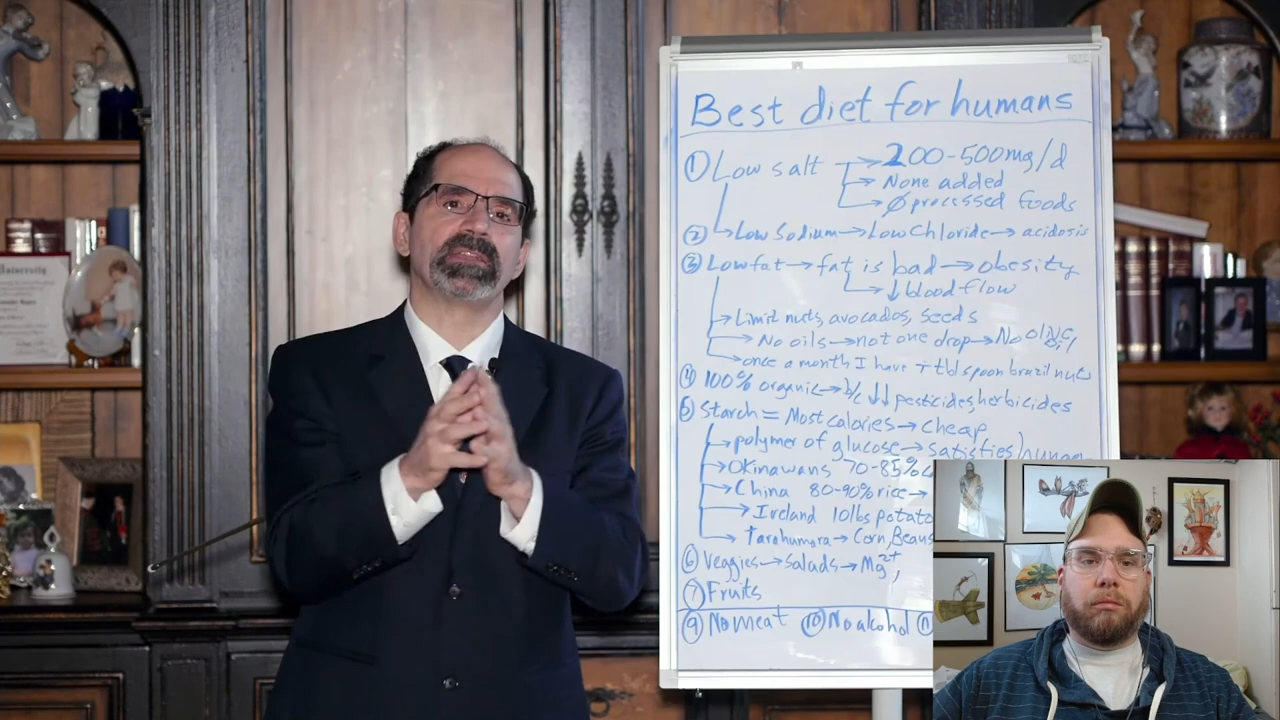 Best diet for humans
① Low salt → 200-500mg/d
→ None added
→ Ø processed foods
② Low Sodium → Low Chloride → acidosis
③ Low fat → fat is bad → obesity
↓ blood flow
→ Limit nuts, avocados, seeds
→ No oils → not one drop → No oil
→ once a month I have 1 tbl spoon brazil nuts
④ 100% organic → b/c ↓↓ pesticides, herbicides
⑤ Starch = Most calories → cheap
→ polymer of glucose → satisfies
→ Okinawans 70-85%
→ China 80-90% rice →
→ Ireland 10lbs potato
Tarahumara → Corn, Beans
⑥ Veggies → Salads → Mg2+,
⑦ Fruits
⑨ No meat ⑩ No alcohol ⑪
University